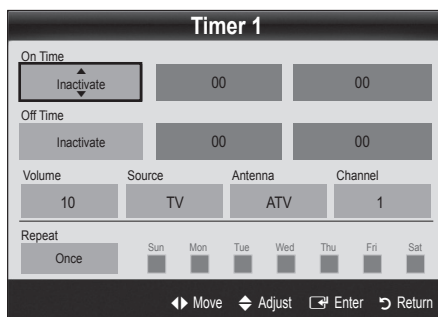 Timer 1
On Time
Inactivate 00 00
Off Time
Inactivate 00 00
Volume Source Antenna Channel
10 TV ATV 1
Repeat
Sun Mon Tue Wed Thu Fri Sat
Once
Move Adjust Enter Return